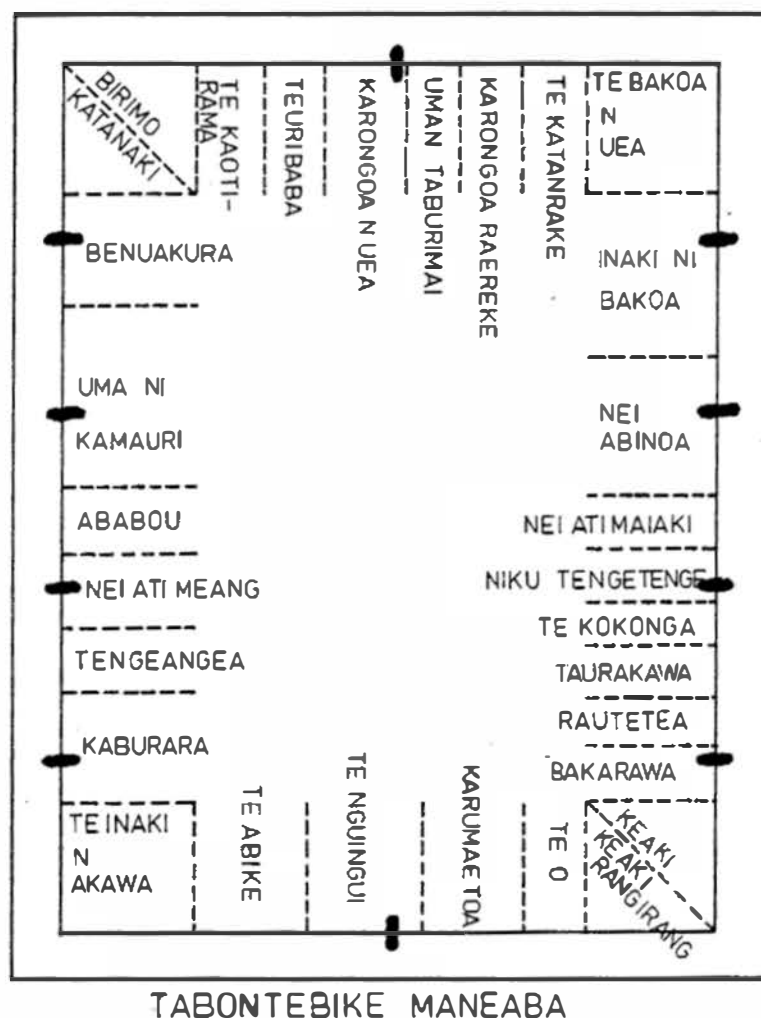 BIRIMO
KATANAKI
TE KAOTI-
RAMA
TEURIBABA
KARONGOA N UEA
UMAN TABURIMAI
KARONGOA RAEREKE
TE KATANRAKE
TE BAKOA
N
UEA
BENUAKURA
INAKI NI
BAKOA
UMA NI
KAMAURI
NEI
ABINOA
ABABOU
NEI ATI MAIAKI
NEI ATI MEANG
NIKU TENGETENGE
TE KOKONGA
TENGEANGEA
TAURAKAWA
RAUTETEA
KABURARA
BAKARAWA
TE INAKI
N
AKAWA
TE ABIKE
TE NGUINGUI
KARUMAETOA
TE O
KEAKI
KEAKI
RANGIRANG
TABONTEBIKE MANEABA